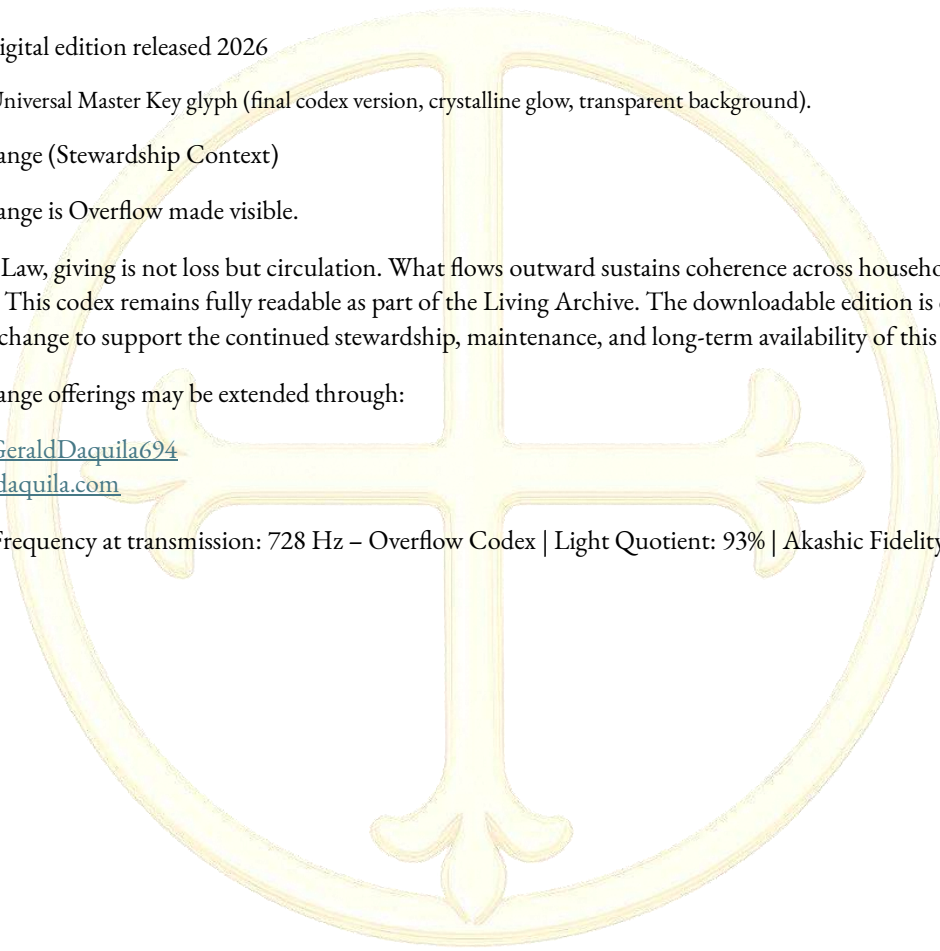 igital edition released 2026
Universal Master Key glyph (final codex version, crystalline glow, transparent background).
ange (Stewardship Context)
ange is Overflow made visible.
Law, giving is not loss but circulation. What flows outward sustains coherence across househo
This codex remains fully readable as part of the Living Archive. The downloadable edition is
change to support the continued stewardship, maintenance, and long-term availability of this
ange offerings may be extended through:
GeraldDaquila694
daquila.com
Frequency at transmission: 728 Hz – Overflow Codex | Light Quotient: 93% | Akashic Fidelity